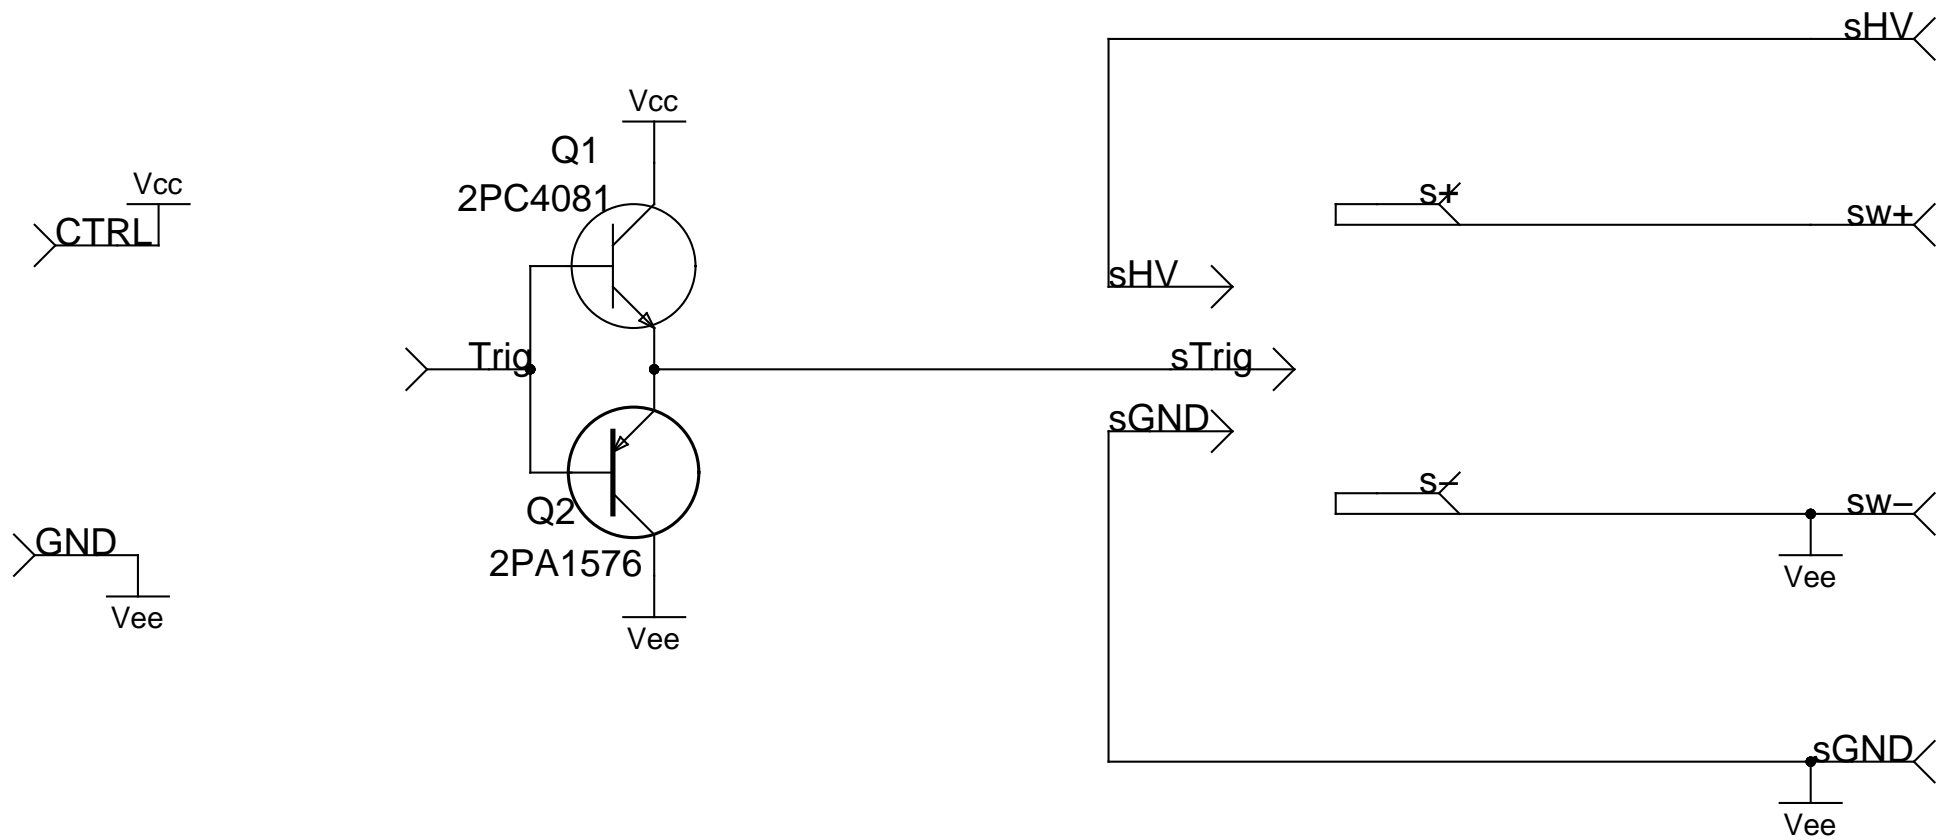 sHV
Vcc
Q1
2PC4081
Vcc
CTRL
s+
sw+
sHV
Trig
sTrig
sGND
s–
sw–
Q2
GND
2PA1576
Vee
Vee
Vee
sGND
Vee